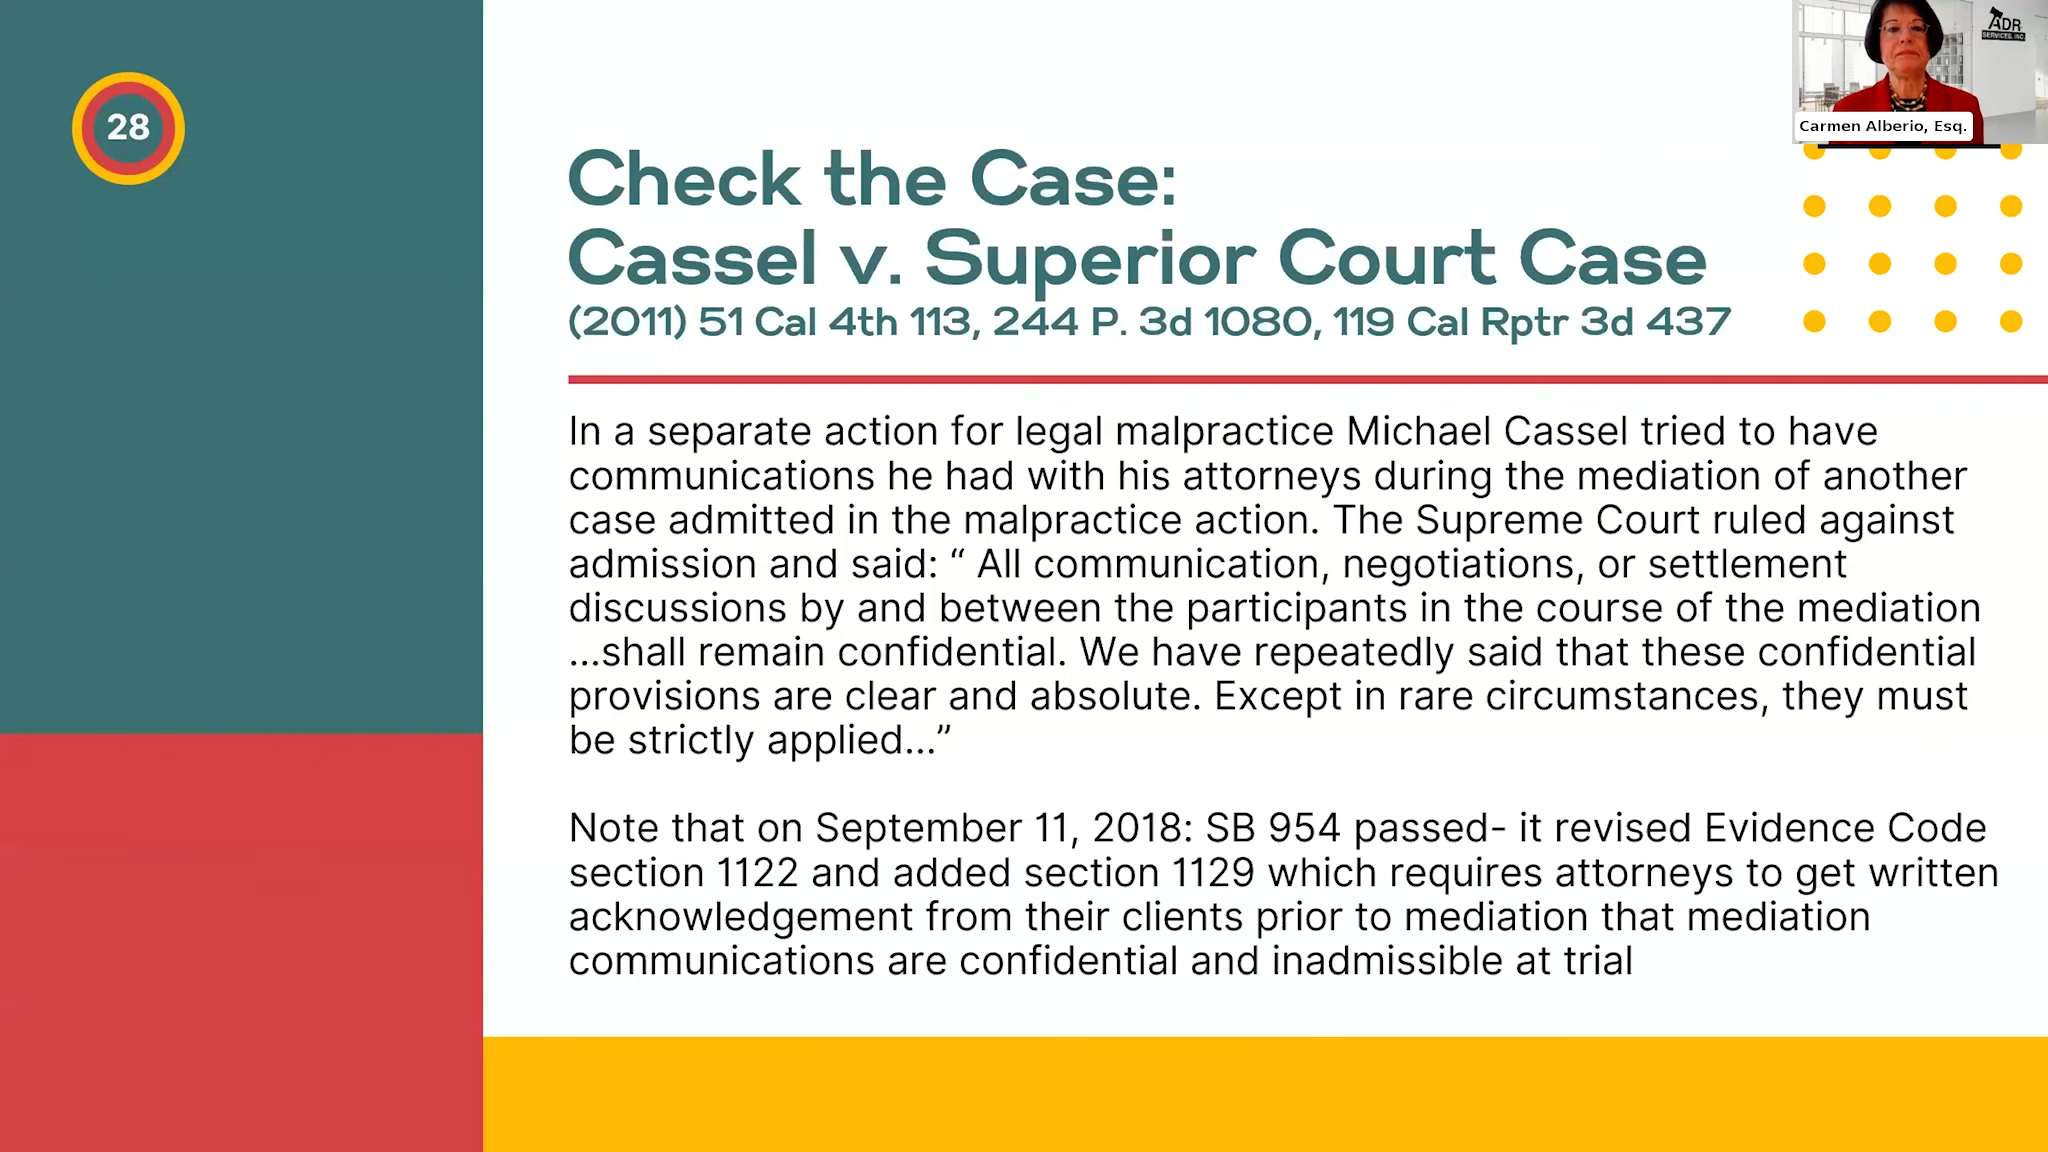 28
ADR
SERVICES, INC.
Carmen Alberio, Esq.
Check the Case:
Cassel v. Superior Court Case
(2011) 51 Cal 4th 113, 244 P. 3d 1080, 119 Cal Rptr 3d 437
In a separate action for legal malpractice Michael Cassel tried to have
communications he had with his attorneys during the mediation of another
case admitted in the malpractice action. The Supreme Court ruled against
admission and said: “ All communication, negotiations, or settlement
discussions by and between the participants in the course of the mediation
...shall remain confidential. We have repeatedly said that these confidential
provisions are clear and absolute. Except in rare circumstances, they must
be strictly applied...”
Note that on September 11, 2018: SB 954 passed- it revised Evidence Code
section 1122 and added section 1129 which requires attorneys to get written
acknowledgement from their clients prior to mediation that mediation
communications are confidential and inadmissible at trial